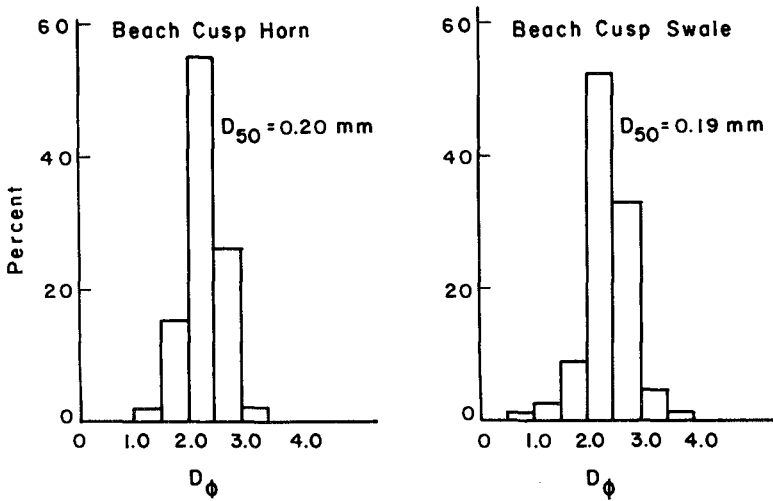 Beach Cusp Horn
D50 = 0.20 mm
Percent
60
40
20
0
0 1.0 2.0 3.0 4.0
Dϕ
Beach Cusp Swale
D50 = 0.19 mm
60
40
20
0
0 1.0 2.0 3.0 4.0
Dϕ